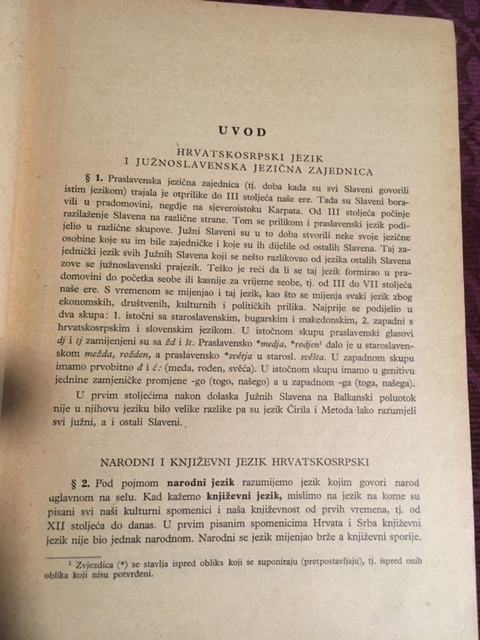 UVOD
HRVATSKOSRPSKI JEZIK
I JUŽNOSLAVENSKA JEZIČNA ZAJEDNICA
§ 1. Praslavenska jezična zajednica (tj. doba kada su svi Slaveni govorili
istim jezikom) trajala je otprilike do III stoljeća naše ere. Tada su Slaveni bora-
vili u pradomovini, negdje na sjeveroistoku Karpata. Od III stoljeća počinje
razilaženje Slavena na različne strane. Tom se prilikom i praslavenski jezik podi-
jelio u različne skupove. Južni Slaveni su u to doba stvorili neke svoje jezične
osobine koje su im bile zajedničke i koje su ih dijelile od ostalih Slavena. Taj za-
jednički jezik svih Južnih Slavena koji se nešto razlikovao od jezika ostalih Slavena
zove se južnoslavenski prajezik. Teško je reći da li se taj jezik formirao u pra-
domovini do početka seobe ili kasnije za vrijeme seobe, tj. od III do VII stoljeća
naše ere. S vremenom se mijenjao i taj jezik, kao što se mijenja svaki jezik zbog
ekonomskih, društvenih, kulturnih i političkih prilika. Najprije se podijelio u
dva skupa: 1. istočni sa staroslavenskim, bugarskim i makedonskim, 2. zapadni s
hrvatskosrpskim i slovenskim jezikom. U istočnom skupu praslavenski glasovi
dj i tj zamijenjeni su sa žd i št. Praslavensko *medja, *rodjen¹ dalo je u staroslaven-
skom mežda, rožden, a praslavensko *světja u starosl. svěšta. U zapadnom skupu
imamo prvobitno đ i ć: (međa, rođen, svěća). U istočnom skupu imamo u genitivu
jednine zamjeničke promjene -go (togo, našego) a u zapadnom -ga (toga, našega).
U prvim stoljećima nakon dolaska Južnih Slavena na Balkanski poluotok
nije u njihovu jeziku bilo velike razlike pa su jezik Ćirila i Metoda lako razumjeli
svi južni, a i ostali Slaveni.
NARODNI I KNJIŽEVNI JEZIK HRVATSKOSRPSKI
§ 2. Pod pojmom narodni jezik razumijemo jezik kojim govori narod
uglavnom na selu. Kad kažemo književni jezik, mislimo na jezik na kome su
pisani svi naši kulturni spomenici i naša književnost od prvih vremena, tj. od
XII stoljeća do danas. U prvim pisanim spomenicima Hrvata i Srba književni
jezik nije bio jednak narodnom. Narodni se jezik mijenjao brže a književni sporije.
¹ Zvjezdica (*) se stavlja ispred oblika koji se suponiraju (pretpostavljaju), tj. ispred onih
oblika koji nisu potvrđeni.